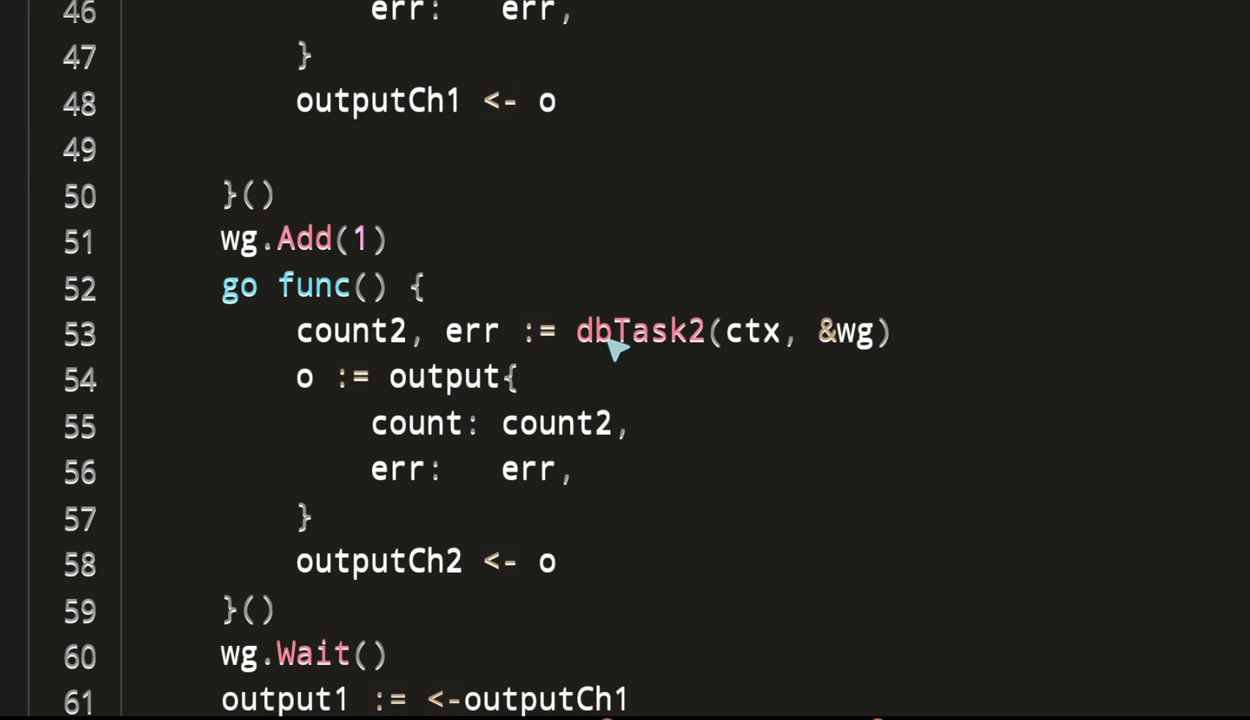 46 err: err,
47 }
48 outputCh1 <- o
49
50 }()
51 wg.Add(1)
52 go func() {
53 count2, err := dbTask2(ctx, &wg)
54 o := output{
55 count: count2,
56 err: err,
57 }
58 outputCh2 <- o
59 }()
60 wg.Wait()
61 output1 := <-outputCh1